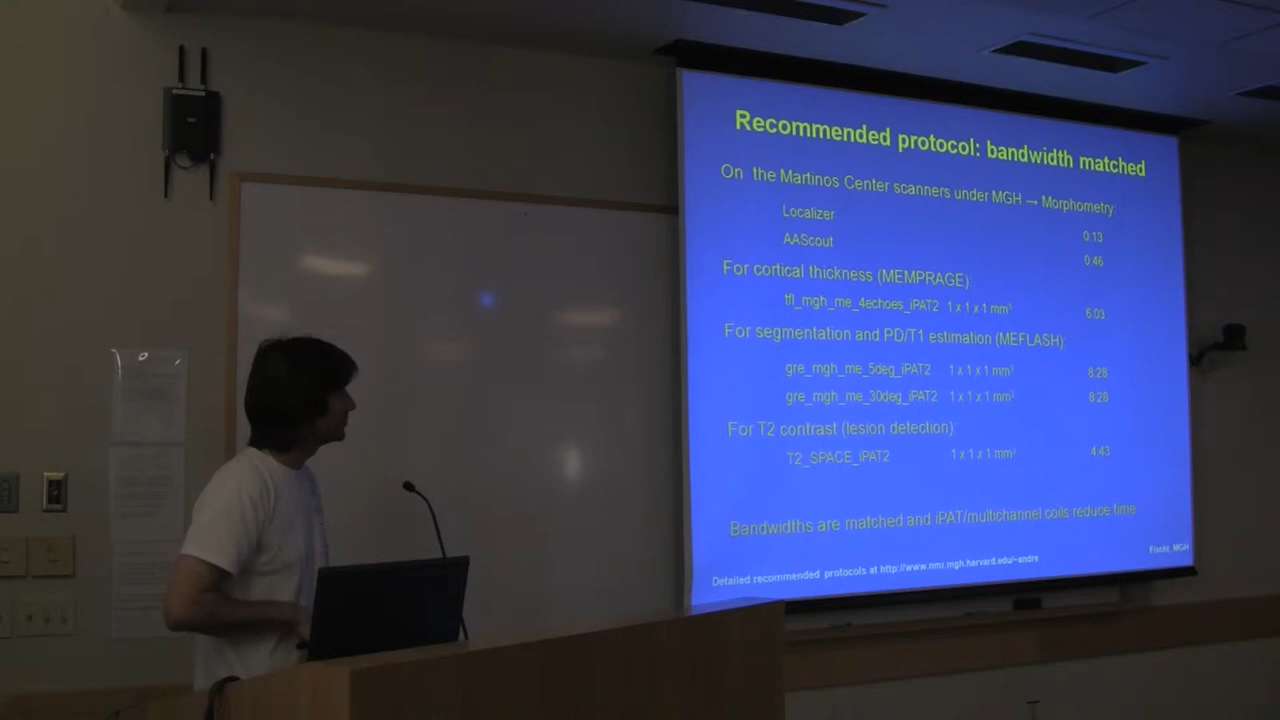 Recommended protocol: bandwidth matched
On the Martinos Center scanners under MGH → Morphometry:
Localizer 0:13
AAScout 0:46
For cortical thickness (MEMPRAGE):
tfl_mgh_me_4echoes_iPAT2 1 x 1 x 1 mm³ 6:03
For segmentation and PD/T1 estimation (MEFLASH):
gre_mgh_me_5deg_iPAT2 1 x 1 x 1 mm³ 8:28
gre_mgh_me_30deg_iPAT2 1 x 1 x 1 mm³ 8:28
For T2 contrast (lesion detection):
T2_SPACE_iPAT2 1 x 1 x 1 mm³ 4:43
Bandwidths are matched and iPAT/multichannel coils reduce time
Fischl, MGH
Detailed recommended protocols at http://www.nmr.mgh.harvard.edu/~andre